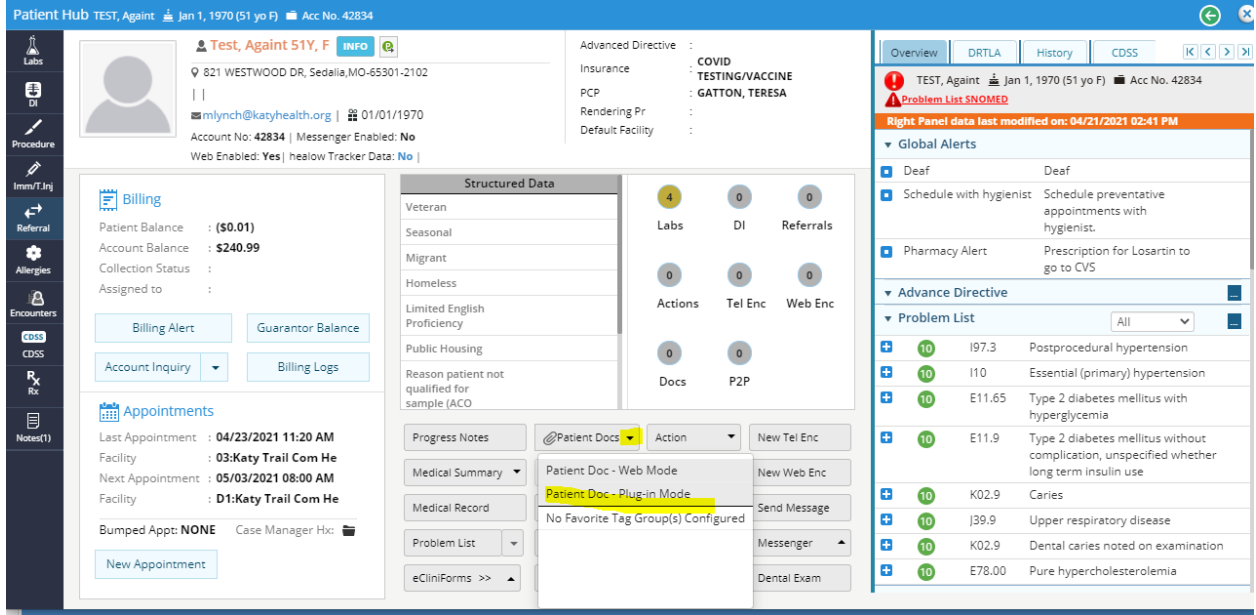 Patient Hub TEST, Againt Jan 1, 1970 (51 yo F) Acc No. 42834
Labs
DI
Procedure
Imm/T.Inj
Referral
Allergies
Encounters
CDSS
CDSS
Rx
Rx
Notes(1)
Test, Againt 51Y, F INFO
821 WESTWOOD DR, Sedalia,MO-65301-2102
| |
mlynch@katyhealth.org | 01/01/1970
Account No: 42834 | Messenger Enabled: No
Web Enabled: Yes| healow Tracker Data: No |
Advanced Directive :
Insurance : COVID
TESTING/VACCINE
PCP : GATTON, TERESA
Rendering Pr :
Default Facility :
Billing
Patient Balance : ($0.01)
Account Balance : $240.99
Collection Status :
Assigned to :
Billing Alert Guarantor Balance
Account Inquiry Billing Logs
Appointments
Last Appointment : 04/23/2021 11:20 AM
Facility : 03:Katy Trail Com He
Next Appointment : 05/03/2021 08:00 AM
Facility : D1:Katy Trail Com He
Bumped Appt: NONE Case Manager Hx:
New Appointment
Structured Data
Veteran
Seasonal
Migrant
Homeless
Limited English
Proficiency
Public Housing
Reason patient not
qualified for
sample (ACO
4 0 0
Labs DI Referrals
0 0 0
Actions Tel Enc Web Enc
0 0
Docs P2P
Progress Notes Patient Docs Action New Tel Enc
Medical Summary New Web Enc
Medical Record Send Message
Problem List Messenger
eCliniForms >> Dental Exam
Patient Doc - Web Mode
Patient Doc - Plug-in Mode
No Favorite Tag Group(s) Configured
Overview DRTLA History CDSS
TEST, Againt Jan 1, 1970 (51 yo F) Acc No. 42834
Problem List SNOMED
Right Panel data last modified on: 04/21/2021 02:41 PM
Global Alerts
Deaf Deaf
Schedule with hygienist Schedule preventative
appointments with
hygienist.
Pharmacy Alert Prescription for Losartin to
go to CVS
Advance Directive
Problem List All
10 I97.3 Postprocedural hypertension
10 I10 Essential (primary) hypertension
10 E11.65 Type 2 diabetes mellitus with
hyperglycemia
10 E11.9 Type 2 diabetes mellitus without
complication, unspecified whether
long term insulin use
10 K02.9 Caries
10 J39.9 Upper respiratory disease
10 K02.9 Dental caries noted on examination
10 E78.00 Pure hypercholesterolemia